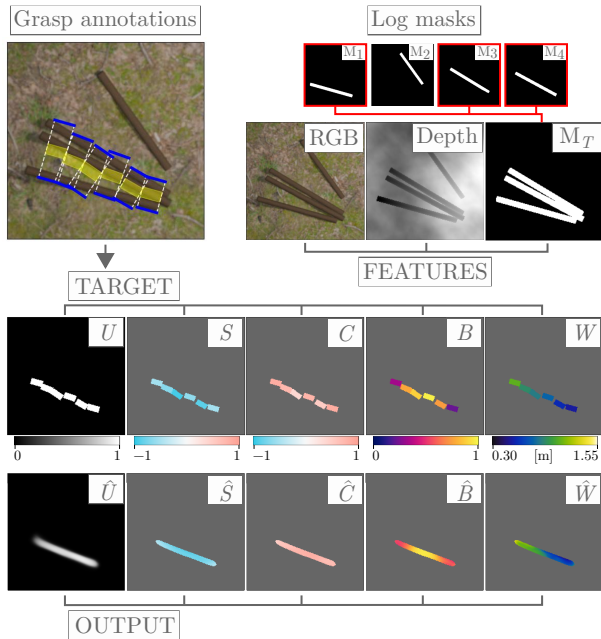 Grasp annotations
Log masks
M₁ M₂ M₃ M₄
RGB Depth M_T
FEATURES
TARGET
U S C B W
0 1 −1 1 −1 1 0 1 0.30 [m] 1.55
Û Ŝ Ĉ B̂ Ŵ
OUTPUT